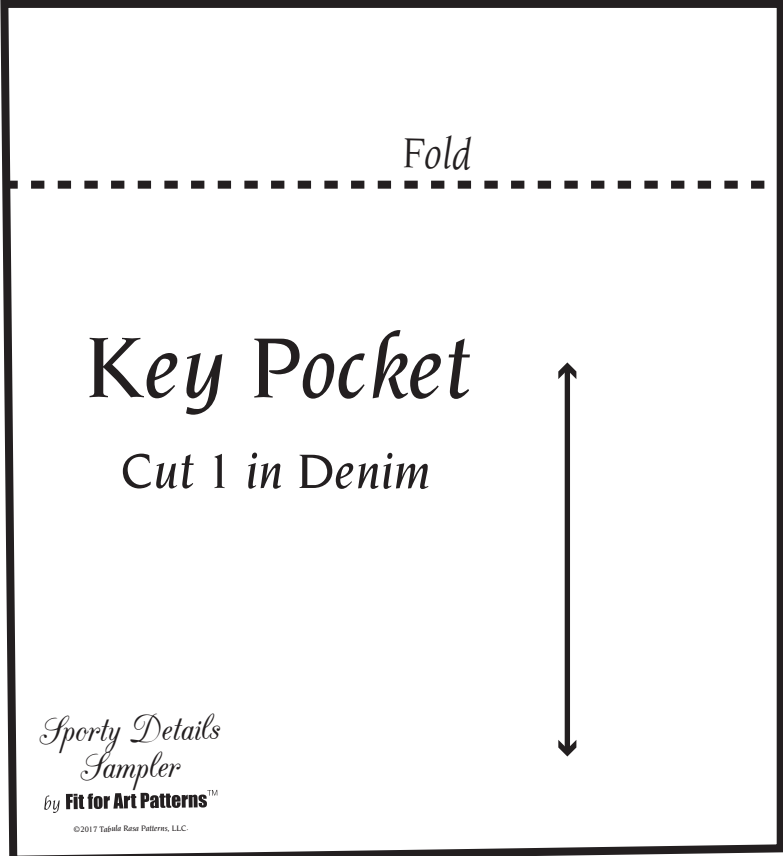 Fold
Key Pocket
Cut 1 in Denim
Sporty Details
Sampler
by Fit for Art Patterns™
©2017 Tabula Rasa Patterns, LLC.